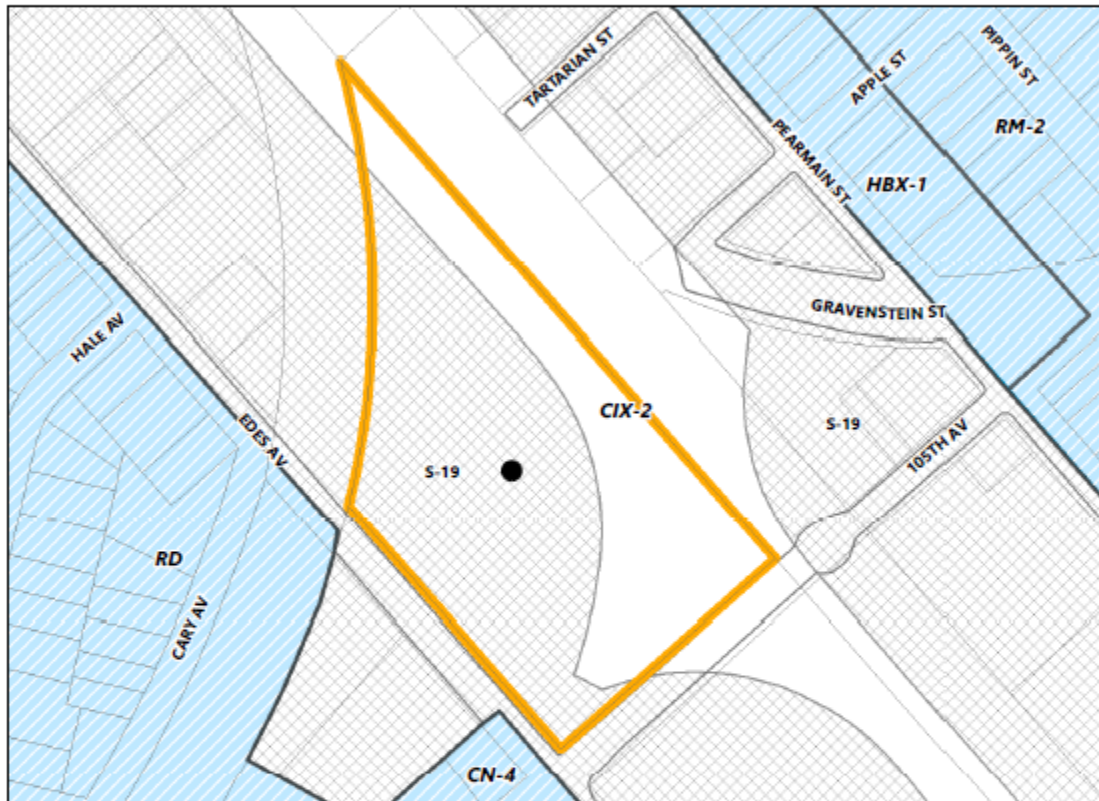 TARTARIAN ST
APPLE ST
PIPPIN ST
RM-2
PEARMAIN ST
HBX-1
GRAVENSTEIN ST
HALE AV
CIX-2
EDES AV
S-19
S-19
105TH AV
RD
CARY AV
CN-4